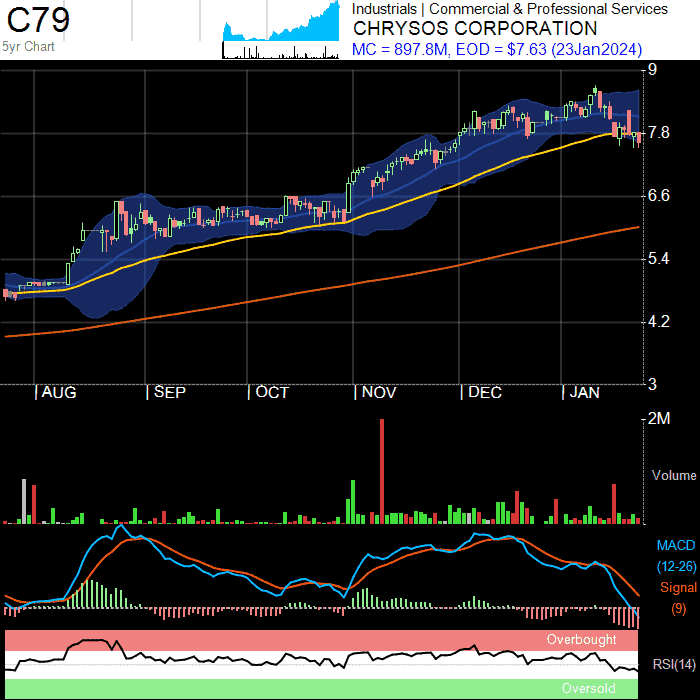 C79
5yr Chart
Industrials | Commercial & Professional Services
CHRYSOS CORPORATION
MC = 897.8M, EOD = $7.63 (23Jan2024)
9
7.8
6.6
5.4
4.2
3
| AUG | SEP | OCT | NOV | DEC | JAN
2M
Volume
MACD
(12-26)
Signal
(9)
Overbought
RSI(14)
Oversold